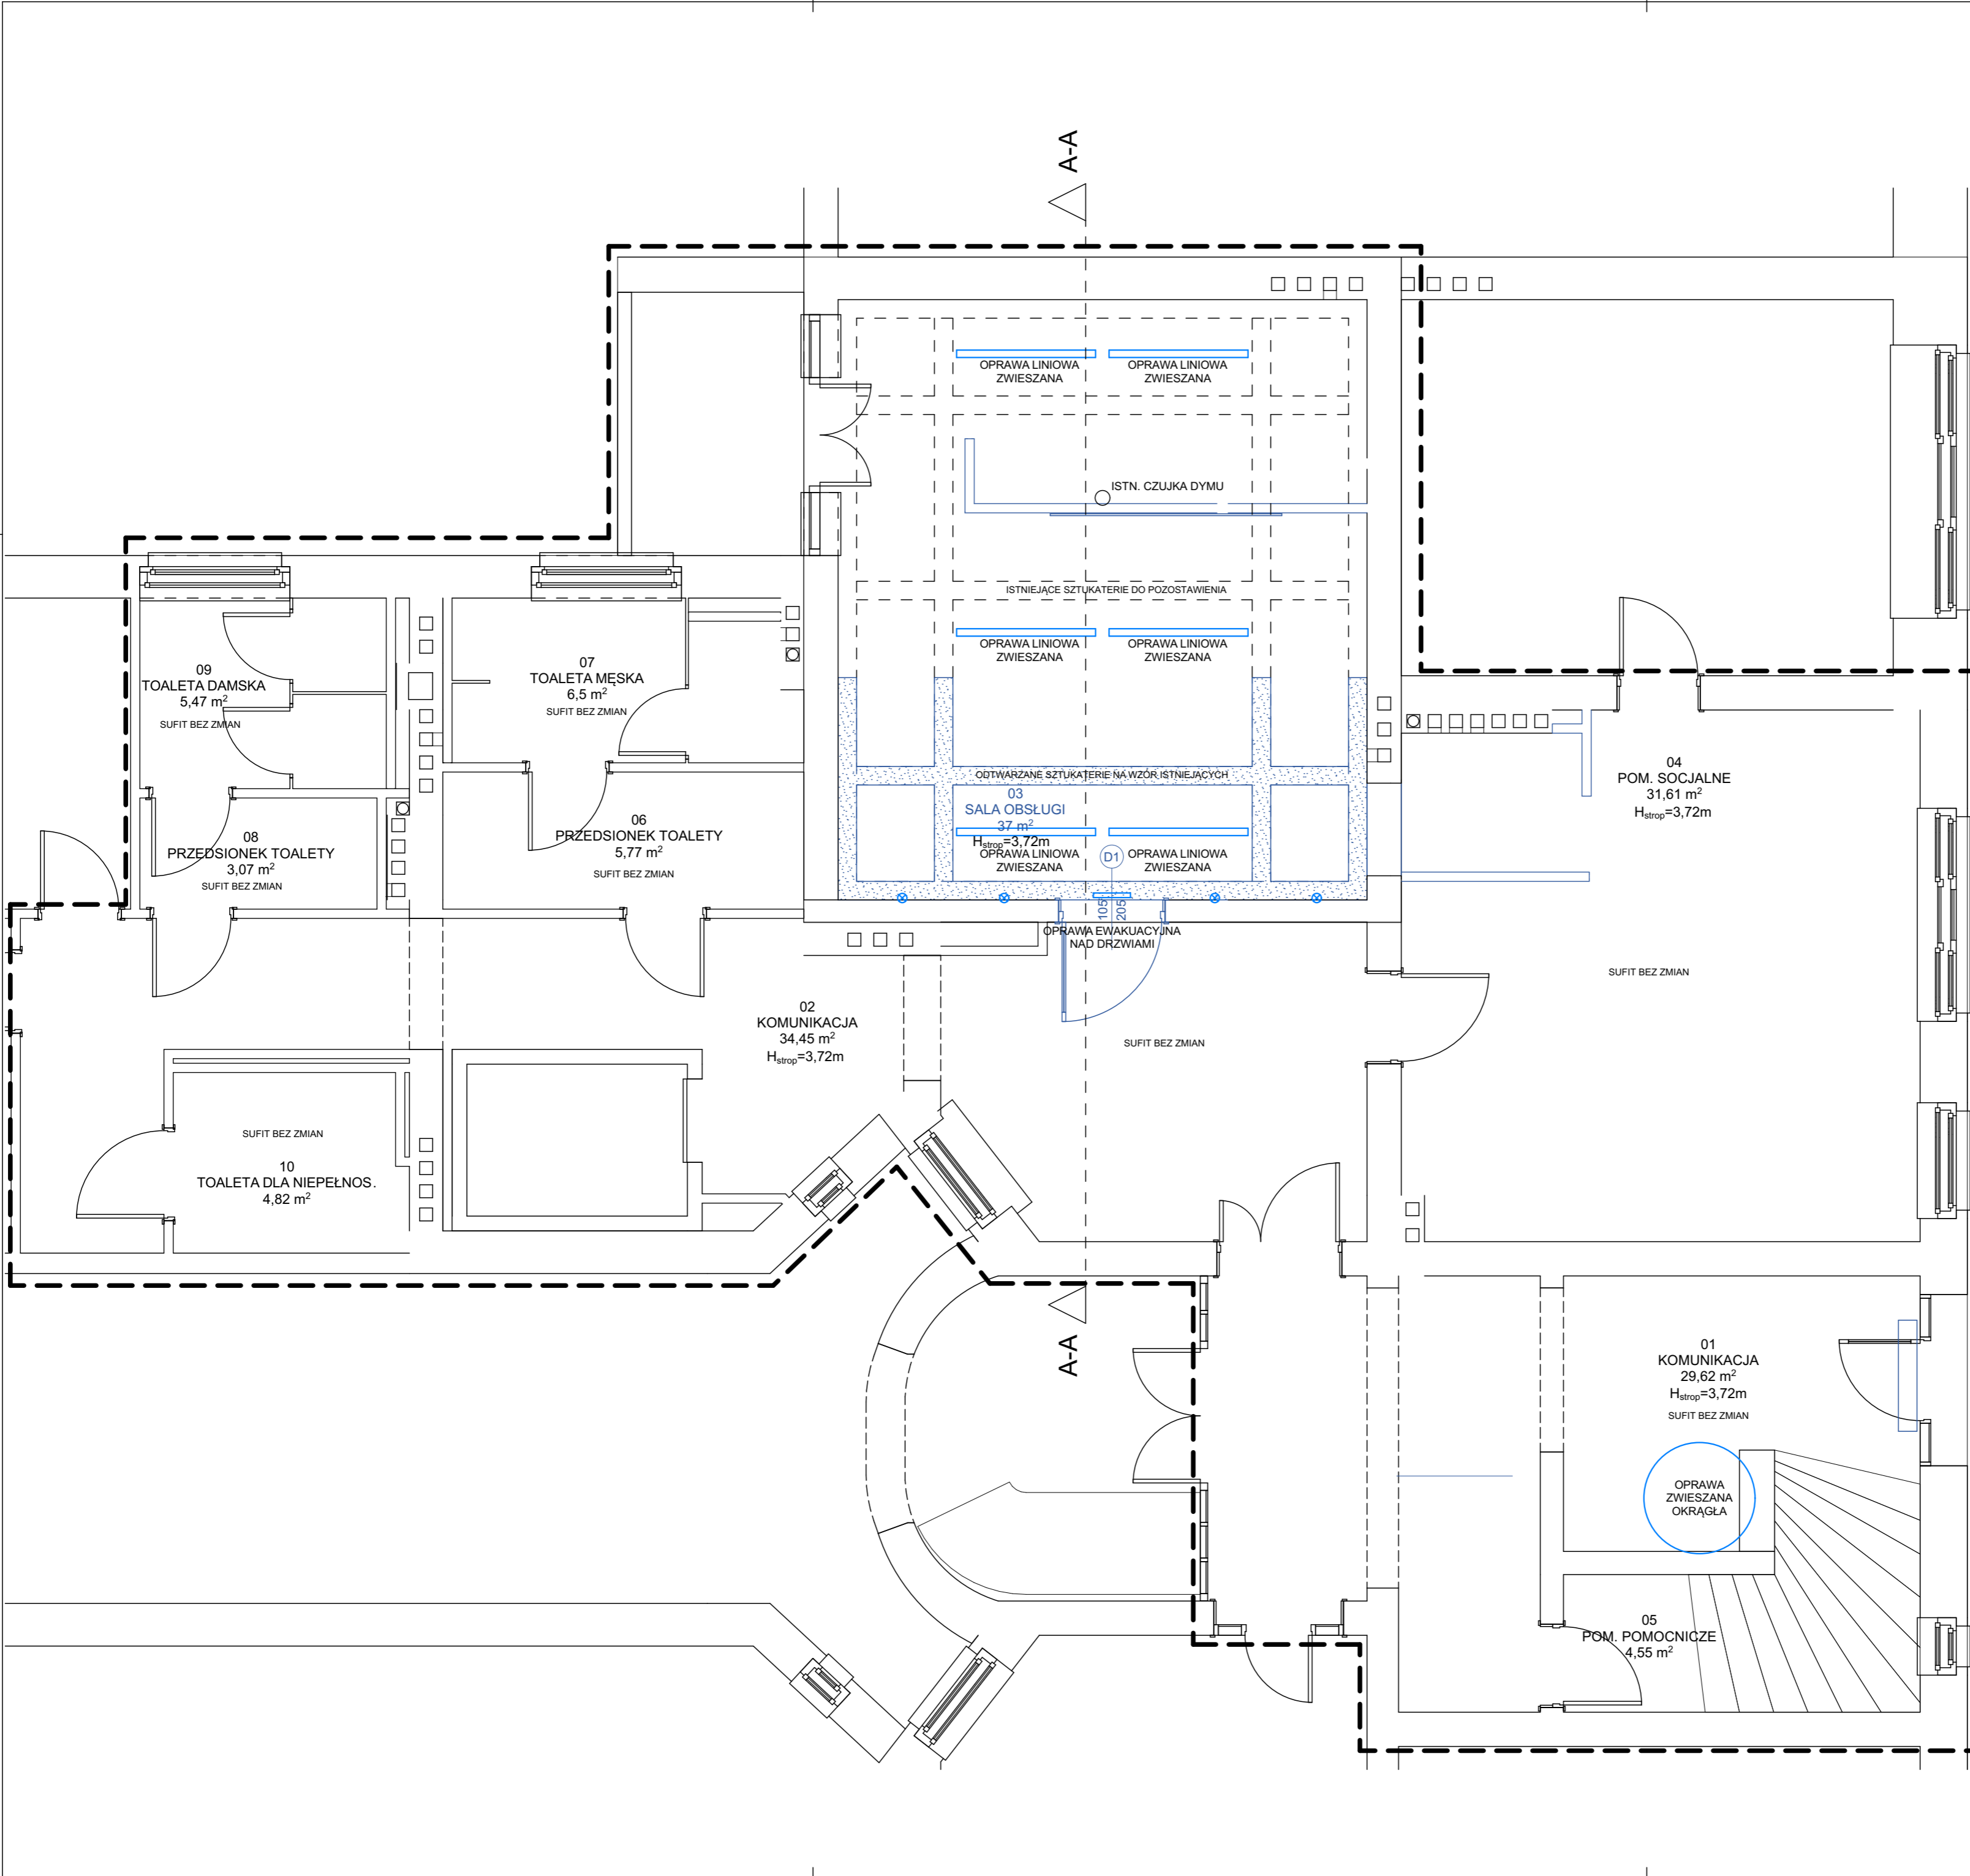 A-A
OPRAWA LINIOWA
ZWIESZANA
OPRAWA LINIOWA
ZWIESZANA
ISTN. CZUJKA DYMU
ISTNIEJĄCE SZTUKATERIE DO POZOSTAWIENIA
OPRAWA LINIOWA
ZWIESZANA
OPRAWA LINIOWA
ZWIESZANA
09
TOALETA DAMSKA
5,47 m²
SUFIT BEZ ZMIAN
07
TOALETA MĘSKA
6,5 m²
SUFIT BEZ ZMIAN
ODTWARZANE SZTUKATERIE NA WZÓR ISTNIEJĄCYCH
03
SALA OBSŁUGI
37 m²
Hstrop=3,72m
OPRAWA LINIOWA
ZWIESZANA
D1
OPRAWA LINIOWA
ZWIESZANA
105
205
OPRAWA EWAKUACYJNA
NAD DRZWIAMI
04
POM. SOCJALNE
31,61 m²
Hstrop=3,72m
SUFIT BEZ ZMIAN
08
PRZEDSIONEK TOALETY
3,07 m²
SUFIT BEZ ZMIAN
06
PRZEDSIONEK TOALETY
5,77 m²
SUFIT BEZ ZMIAN
02
KOMUNIKACJA
34,45 m²
Hstrop=3,72m
SUFIT BEZ ZMIAN
SUFIT BEZ ZMIAN
10
TOALETA DLA NIEPEŁNOS.
4,82 m²
A-A
01
KOMUNIKACJA
29,62 m²
Hstrop=3,72m
SUFIT BEZ ZMIAN
OPRAWA
ZWIESZANA
OKRĄGŁA
05
POM. POMOCNICZE
4,55 m²